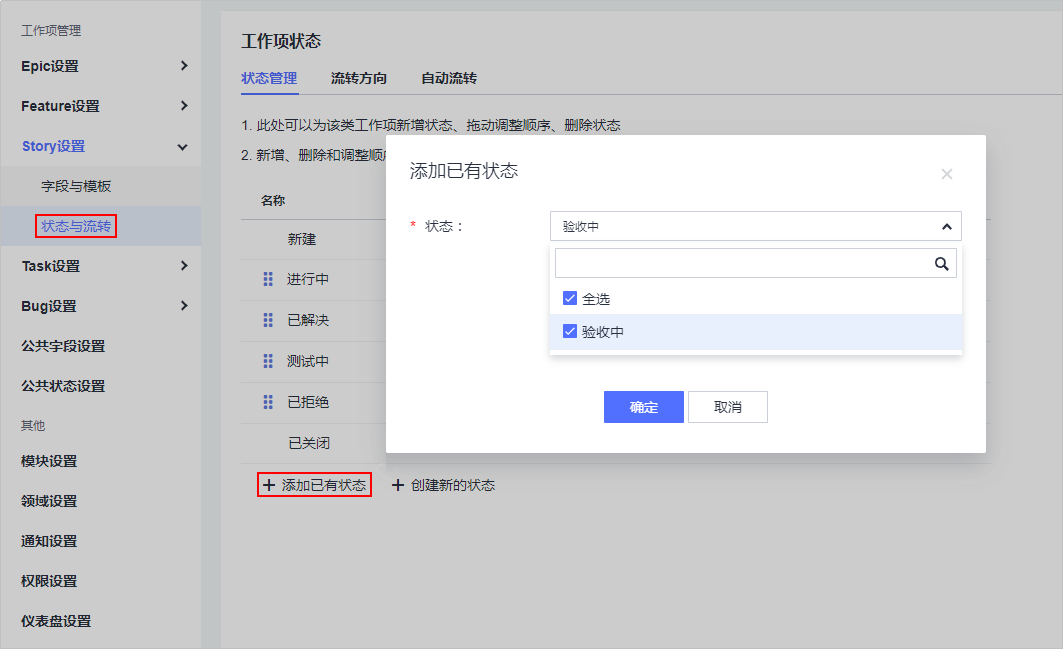 工作项管理
Epic设置
Feature设置
Story设置
字段与模板
状态与流转
Task设置
Bug设置
公共字段设置
公共状态设置
其他
模块设置
领域设置
通知设置
权限设置
仪表盘设置
工作项状态
状态管理 流转方向 自动流转
1. 此处可以为该类工作项新增状态、拖动调整顺序、删除状态
2. 新增、删除和调整顺
名称
新建
进行中
已解决
测试中
已拒绝
已关闭
添加已有状态 创建新的状态
添加已有状态
* 状态： 验收中
全选
验收中
确定 取消